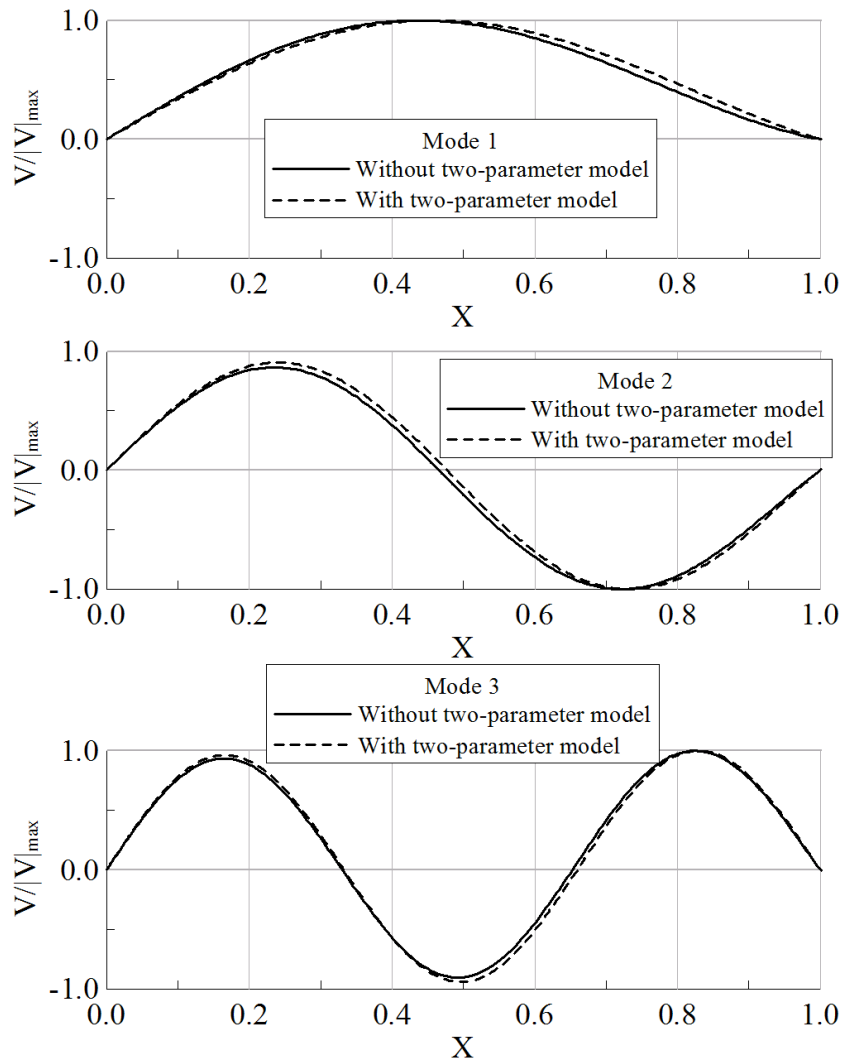 1.0
0.0
-1.0
V/|V|max
Mode 1
Without two-parameter model
With two-parameter model
0.0 0.2 0.4 0.6 0.8 1.0
X
1.0
0.0
-1.0
V/|V|max
Mode 2
Without two-parameter model
With two-parameter model
0.0 0.2 0.4 0.6 0.8 1.0
X
Mode 3
Without two-parameter model
With two-parameter model
1.0
0.0
-1.0
V/|V|max
0.0 0.2 0.4 0.6 0.8 1.0
X